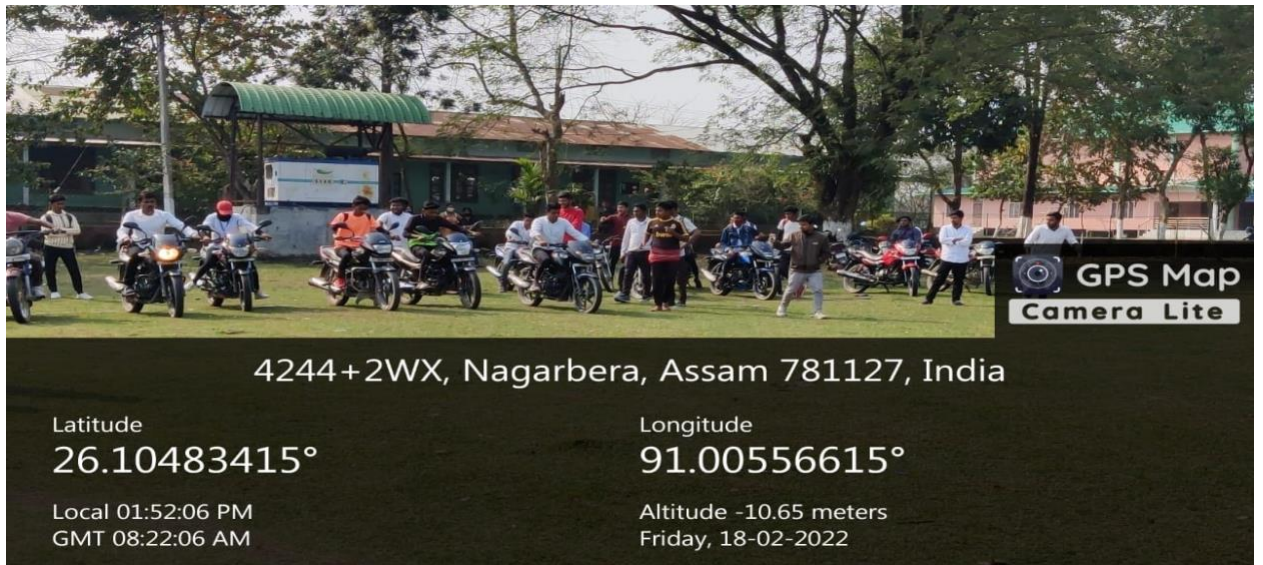 GPS Map
Camera Lite
4244+2WX, Nagarbera, Assam 781127, India
Latitude
26.10483415°
Longitude
91.00556615°
Local 01:52:06 PM
GMT 08:22:06 AM
Altitude -10.65 meters
Friday, 18-02-2022